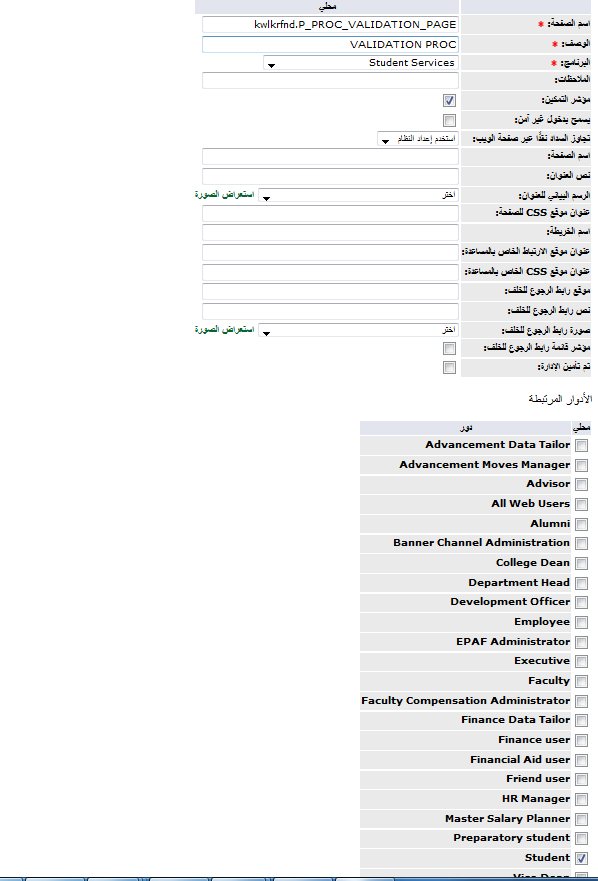 محلي
اسم الصفحة: * kwlkrfnd.P_PROC_VALIDATION_PAGE
الوصف: * VALIDATION PROC
البرنامج: * Student Services
الملاحظات:
مؤشر التمكين:
يسمح بدخول غير آمن:
تجاوز السداد نقدًا عبر صفحة الويب: استخدم إعداد النظام
اسم الصفحة:
نص العنوان:
الرسم البياني للعنوان: اختر استعراض الصورة
عنوان موقع CSS للصفحة:
اسم الخريطة:
عنوان موقع الارتباط الخاص بالمساعدة:
عنوان موقع CSS الخاص بالمساعدة:
موقع رابط الرجوع للخلف:
نص رابط الرجوع للخلف:
صورة رابط الرجوع للخلف: اختر استعراض الصورة
مؤشر قائمة رابط الرجوع للخلف:
تم تأمين الإدارة:
الأدوار المرتبطة
محلي دور
Advancement Data Tailor
Advancement Moves Manager
Advisor
All Web Users
Alumni
Banner Channel Administration
College Dean
Department Head
Development Officer
Employee
EPAF Administrator
Executive
Faculty
Faculty Compensation Administrator
Finance Data Tailor
Finance user
Financial Aid user
Friend user
HR Manager
Master Salary Planner
Preparatory student
Student
Vice Dean